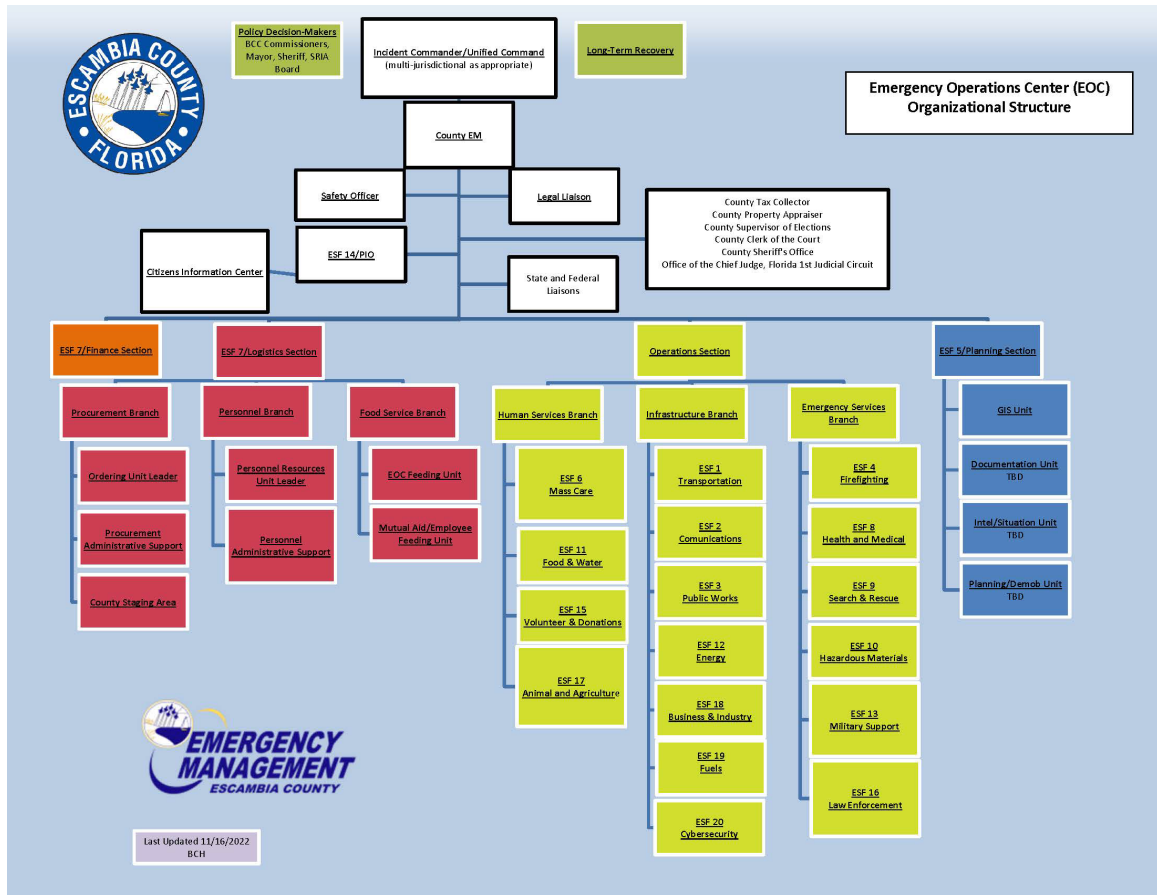 ESCAMBIA COUNTY
FLORIDA
Policy Decision-Makers
BCC Commissioners,
Mayor, Sheriff, SRIA
Board
Incident Commander/Unified Command
(multi-jurisdictional as appropriate)
Long-Term Recovery
Emergency Operations Center (EOC)
Organizational Structure
County EM
Safety Officer
Legal Liaison
County Tax Collector
County Property Appraiser
County Supervisor of Elections
County Clerk of the Court
County Sheriff's Office
Office of the Chief Judge, Florida 1st Judicial Circuit
ESF 14/PIO
Citizens Information Center
State and Federal
Liaisons
ESF 7/Finance Section
ESF 7/Logistics Section
Operations Section
ESF 5/Planning Section
Procurement Branch
Ordering Unit Leader
Procurement
Administrative Support
County Staging Area
Personnel Branch
Personnel Resources
Unit Leader
Personnel
Administrative Support
Food Service Branch
EOC Feeding Unit
Mutual Aid/Employee
Feeding Unit
Human Services Branch
ESF 6
Mass Care
ESF 11
Food & Water
ESF 15
Volunteer & Donations
ESF 17
Animal and Agriculture
Infrastructure Branch
ESF 1
Transportation
ESF 2
Comunications
ESF 3
Public Works
ESF 12
Energy
ESF 18
Business & Industry
ESF 19
Fuels
ESF 20
Cybersecurity
Emergency Services
Branch
ESF 4
Firefighting
ESF 8
Health and Medical
ESF 9
Search & Rescue
ESF 10
Hazardous Materials
ESF 13
Military Support
ESF 16
Law Enforcement
GIS Unit
Documentation Unit
TBD
Intel/Situation Unit
TBD
Planning/Demob Unit
TBD
EMERGENCY
MANAGEMENT
ESCAMBIA COUNTY
Last Updated 11/16/2022
BCH